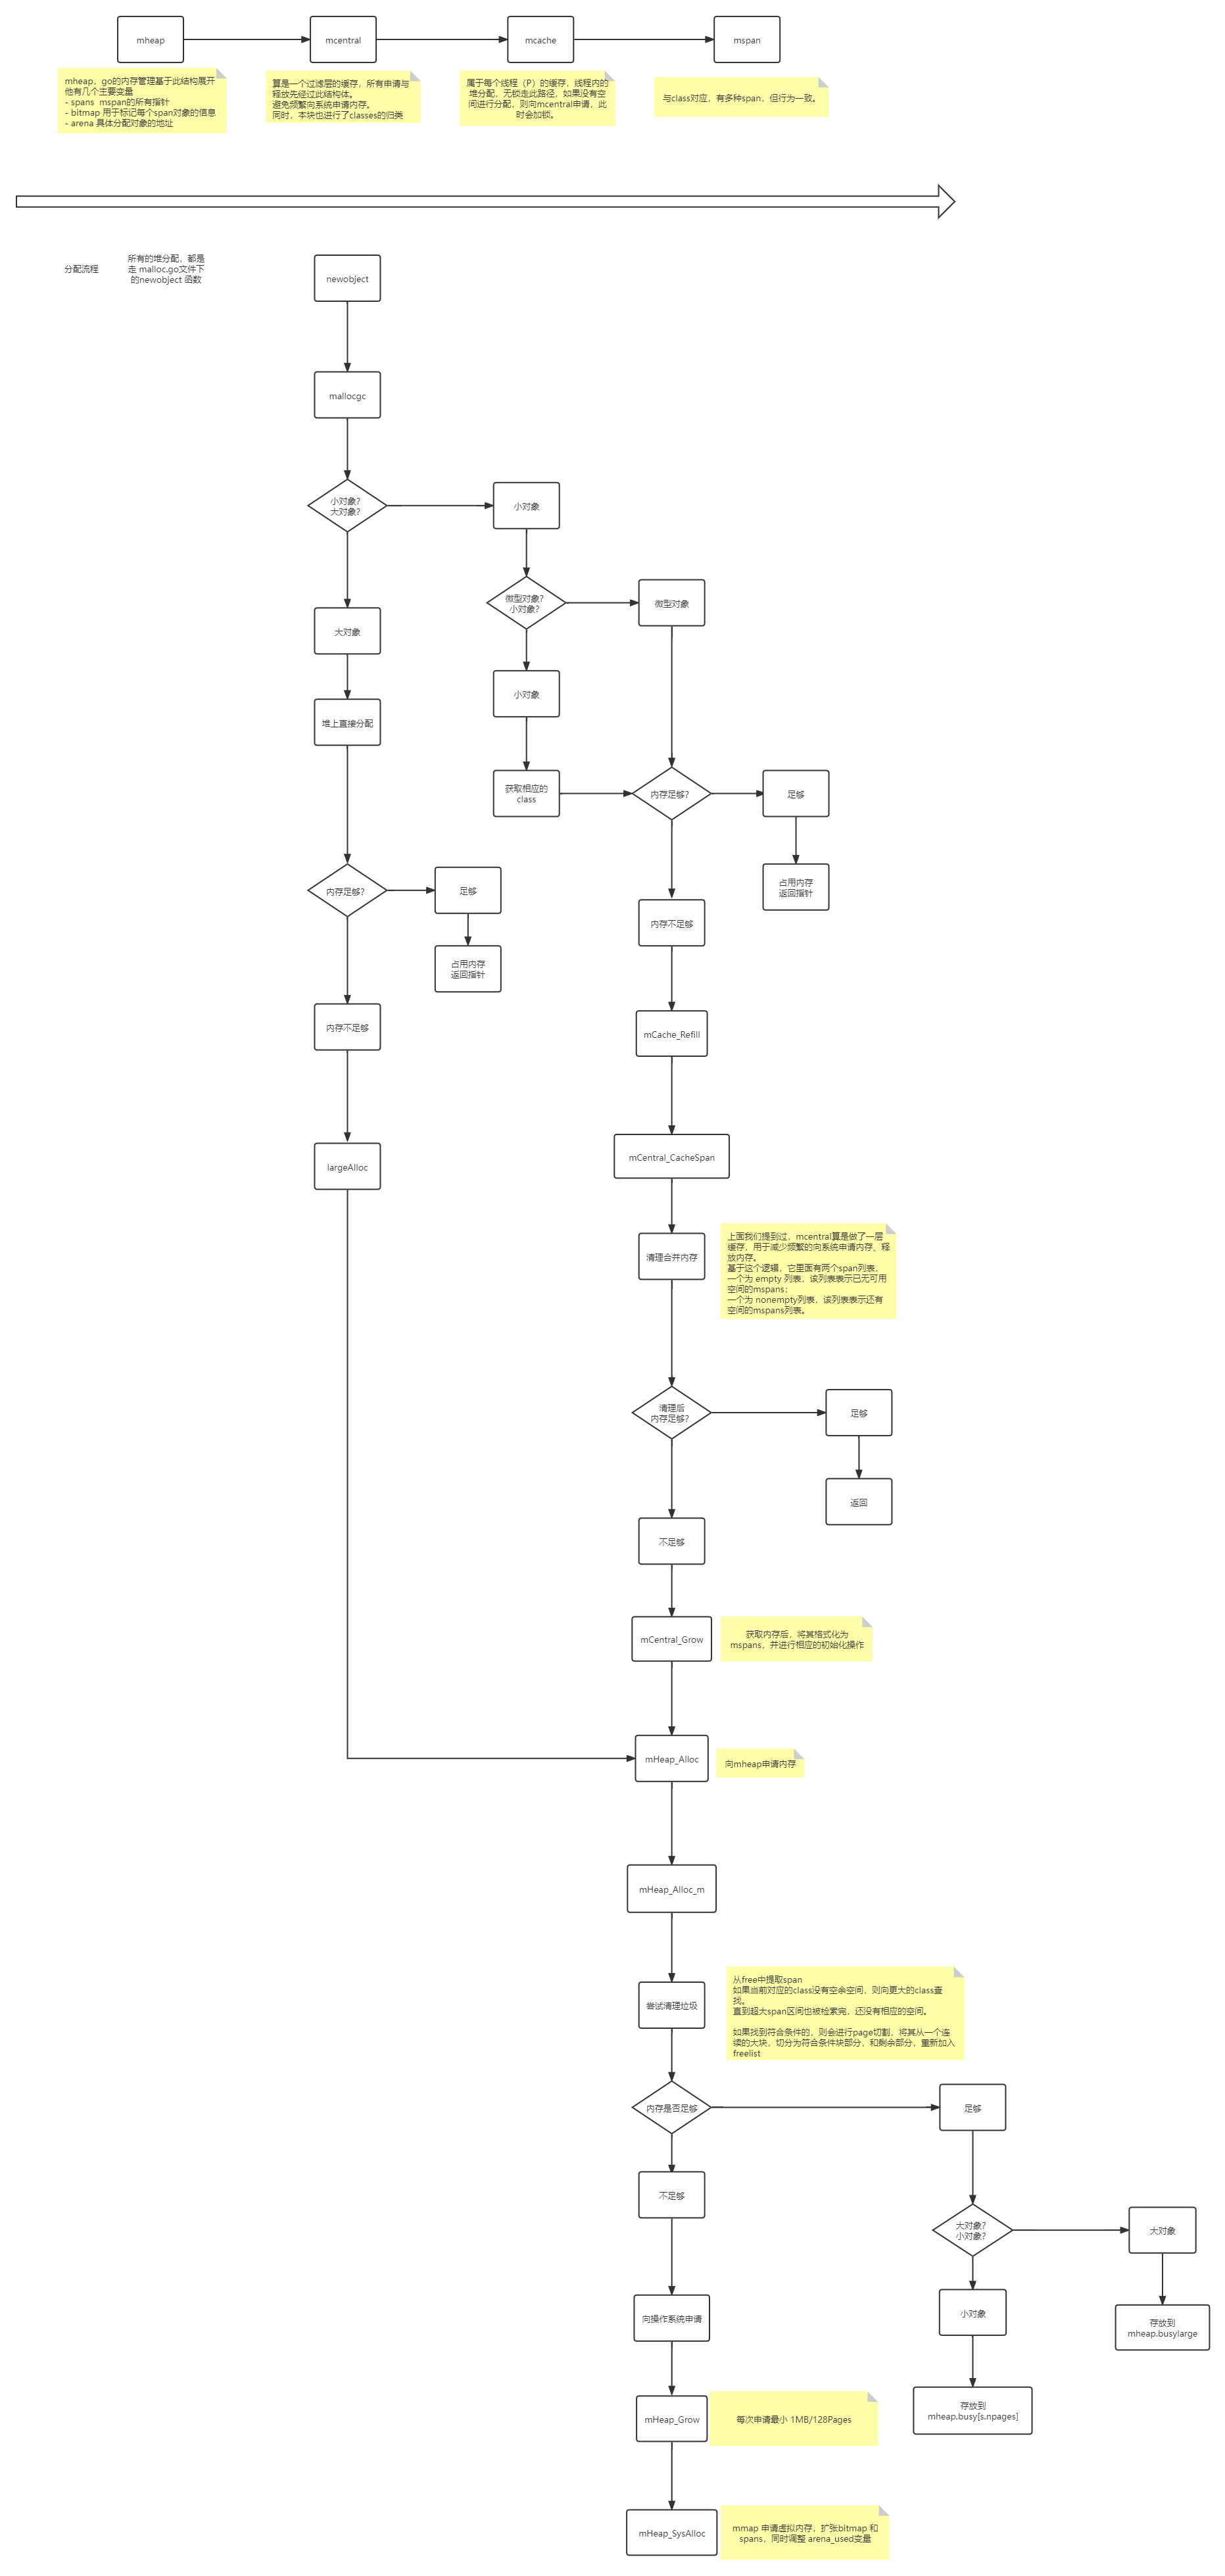 mheap
mcentral
mcache
mspan
mheap，go的内存管理基于此结构展开
他有几个主要变量
- spans  mspan的所有指针
- bitmap 用于标记每个span对象的信息
- arena 具体分配对象的地址
算是一个过滤层的缓存，所有申请与
释放先经过此结构体。
避免频繁向系统申请内存。
同时，本块也进行了classes的归类
属于每个线程（P）的缓存，线程内的
堆分配，无锁走此路径，如果没有空
间进行分配，则向mcentral申请，此
时会加锁。
与class对应，有多种span，但行为一致。
分配流程
所有的堆分配，都是
走 malloc.go文件下
的newobject 函数
newobject
mallocgc
小对象？
大对象？
小对象
微型对象？
小对象？
微型对象
大对象
小对象
堆上直接分配
获取相应的
class
内存足够？
足够
占用内存
返回指针
内存足够？
足够
内存不足够
占用内存
返回指针
内存不足够
mCache_Refill
mCentral_CacheSpan
largeAlloc
清理合并内存
上面我们提到过，mcentral算是做了一层
缓存，用于减少频繁的向系统申请内存、释
放内存。
基于这个逻辑，它里面有两个span列表，
一个为 empty 列表，该列表表示已无可用
空间的mspans；
一个为 nonempty列表，该列表表示还有
空间的mspans列表。
清理后
内存足够？
足够
返回
不足够
mCentral_Grow
获取内存后，将其格式化为
mspans，并进行相应的初始化操作
mHeap_Alloc
向mheap申请内存
mHeap_Alloc_m
尝试清理垃圾
从free中提取span
如果当前对应的class没有空余空间，则向更大的class查
找。
直到超大span区间也被检索完，还没有相应的空间。
如果找到符合条件的，则会进行page切割，将其从一个连
续的大块，切分为符合条件块部分，和剩余部分，重新加入
freelist
内存是否足够
足够
不足够
大对象？
小对象？
大对象
向操作系统申请
小对象
存放到
mheap.busylarge
mHeap_Grow
每次申请最小 1MB/128Pages
存放到
mheap.busy[s.npages]
mHeap_SysAlloc
mmap 申请虚拟内存，扩张bitmap 和
spans，同时调整 arena_used变量